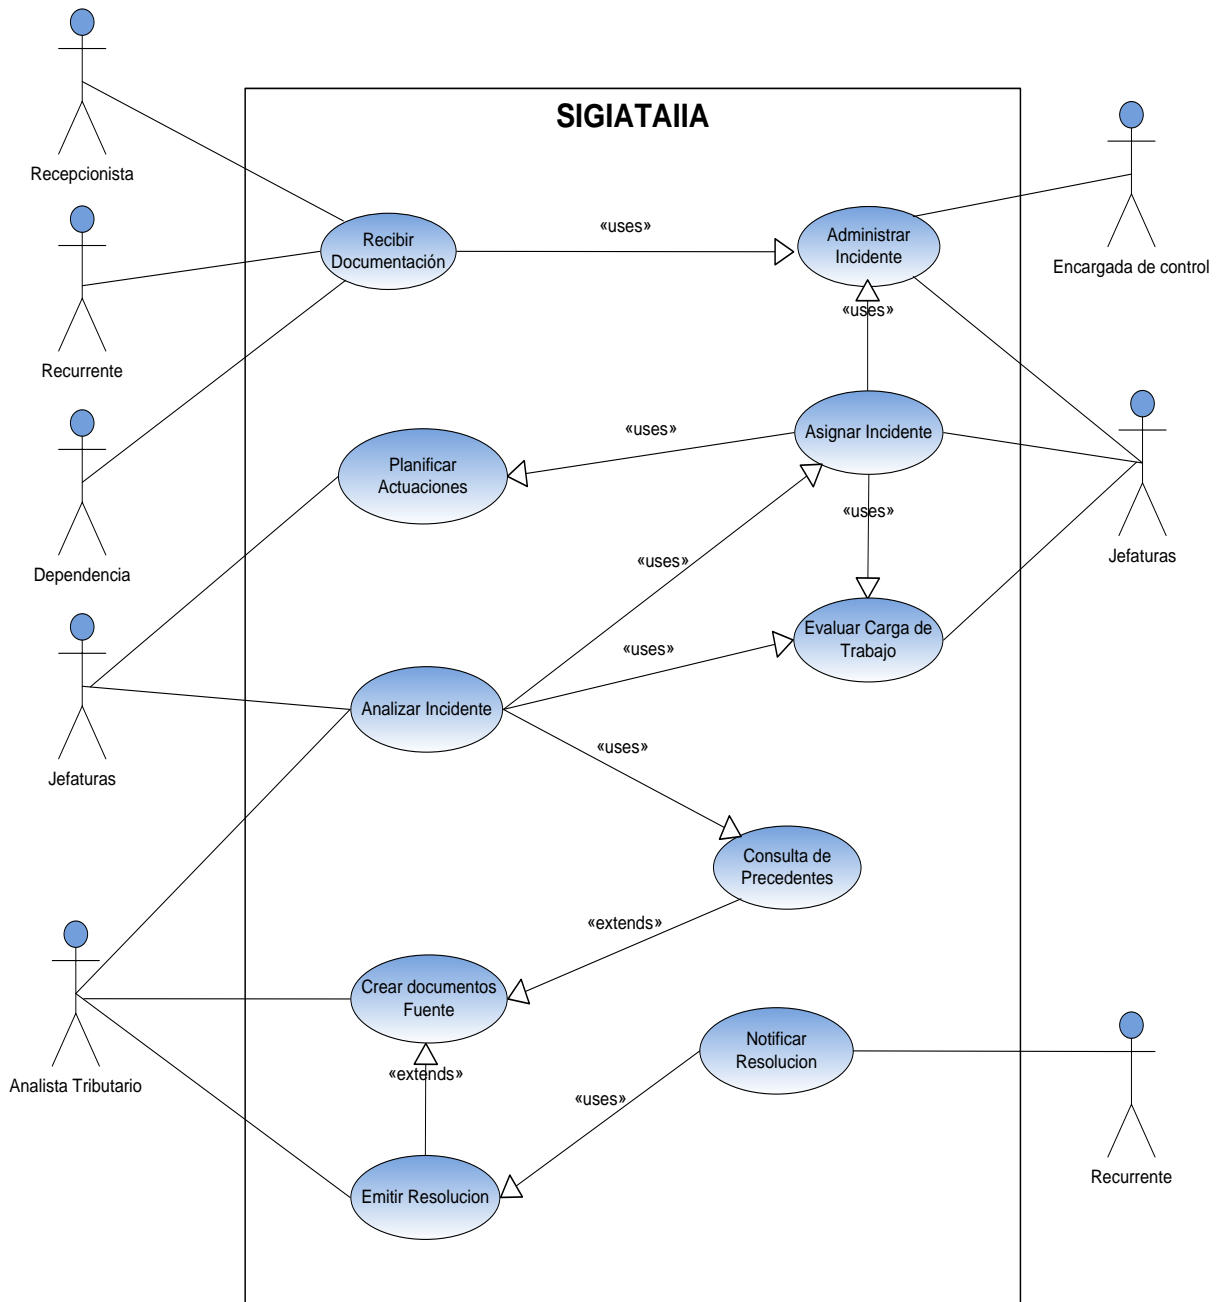 SIGIATAIIA
Recepcionista
Recurrente
Dependencia
Jefaturas
Analista Tributario
Encargada de control
Jefaturas
Recurrente
Recibir
Documentación
«uses»
Administrar
Incidente
«uses»
Asignar Incidente
«uses»
Planificar
Actuaciones
«uses»
«uses»
Evaluar Carga de
Trabajo
«uses»
Analizar Incidente
«uses»
Consulta de
Precedentes
«extends»
Crear documentos
Fuente
Notificar
Resolucion
«extends»
«uses»
Emitir Resolucion